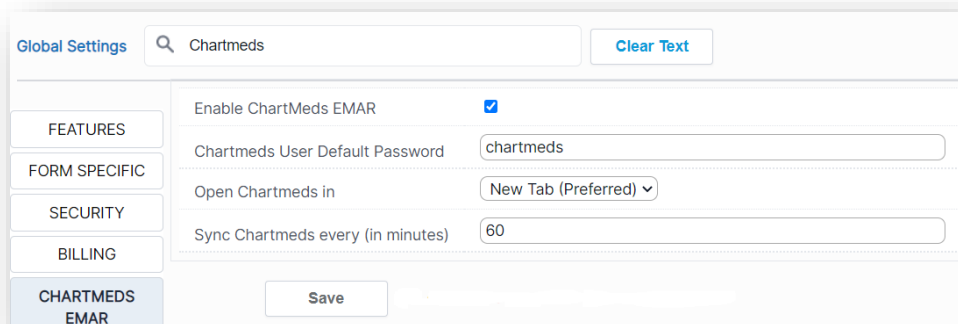 Global Settings
Chartmeds
Clear Text
FEATURES
FORM SPECIFIC
SECURITY
BILLING
CHARTMEDS
EMAR
Enable ChartMeds EMAR
Chartmeds User Default Password
chartmeds
Open Chartmeds in
New Tab (Preferred)
Sync Chartmeds every (in minutes)
60
Save